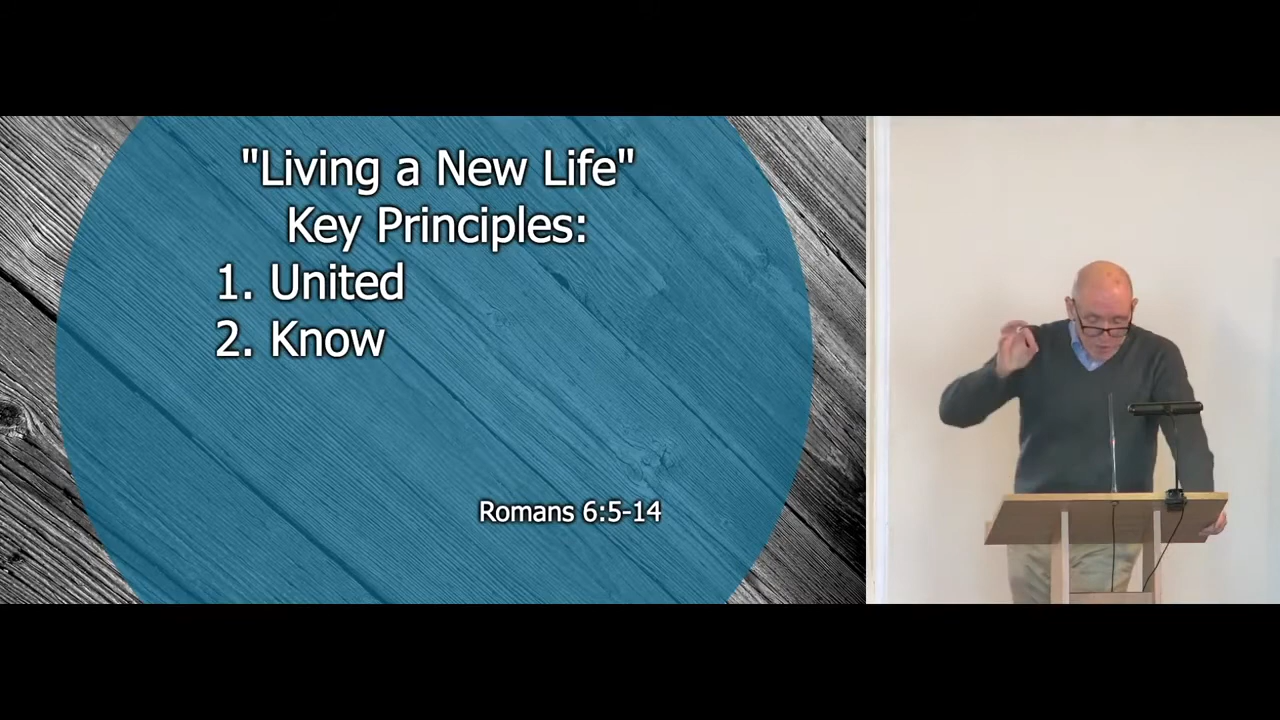 "Living a New Life"
Key Principles:
1. United
2. Know
Romans 6:5-14